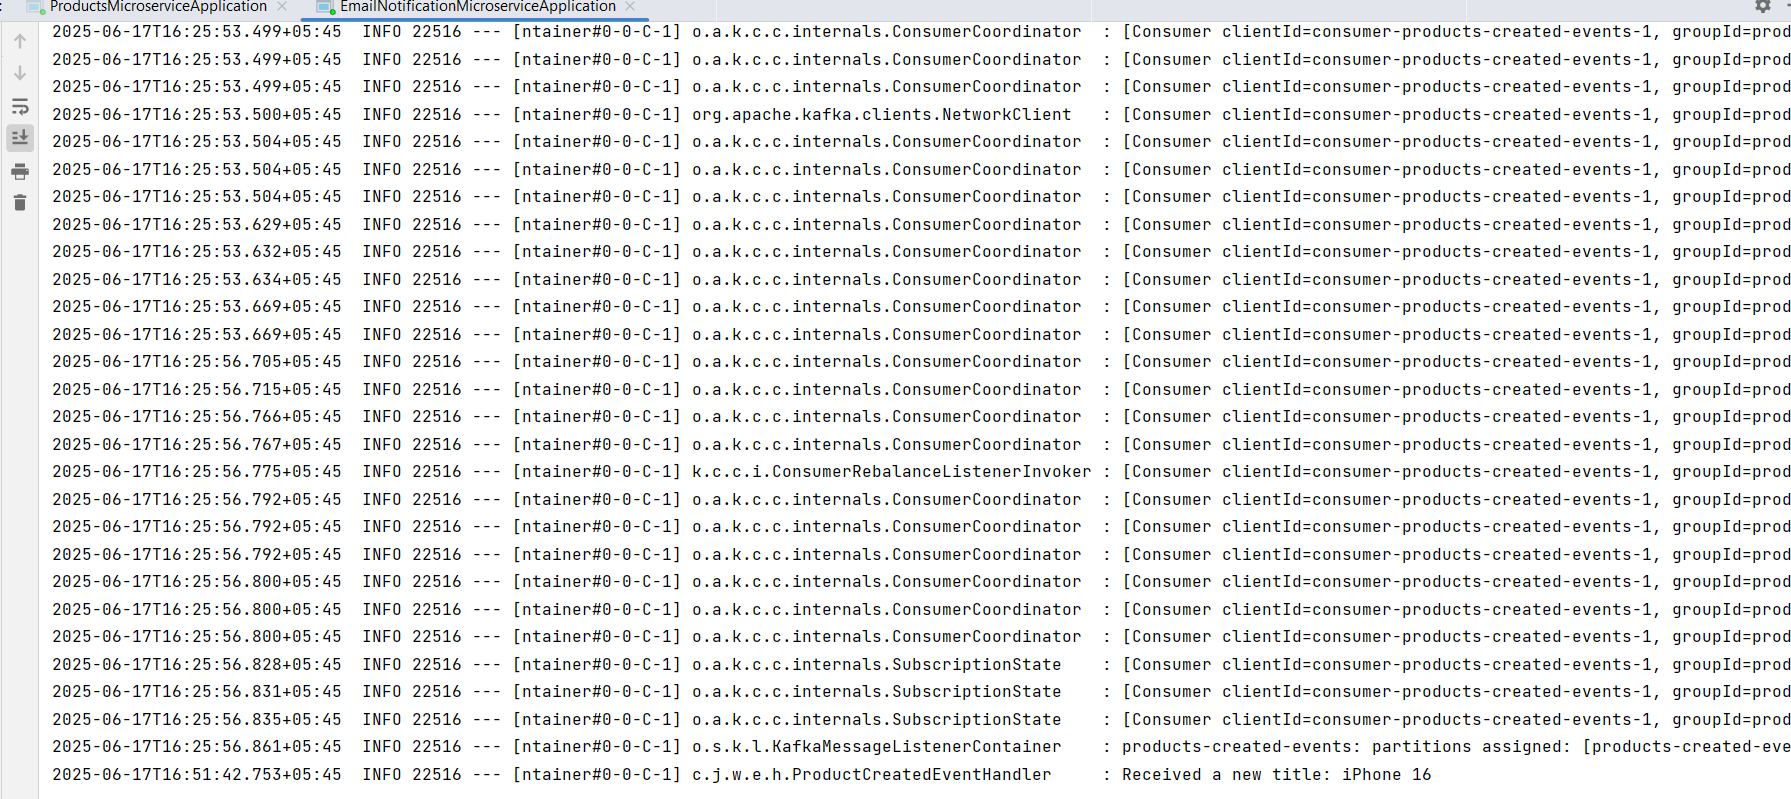 : ProductsMicroserviceApplication × EmailNotificationMicroserviceApplication ×
2025-06-17T16:25:53.499+05:45  INFO 22516 --- [ntainer#0-0-C-1] o.a.k.c.c.internals.ConsumerCoordinator  : [Consumer clientId=consumer-products-created-events-1, groupId=prod
2025-06-17T16:25:53.499+05:45  INFO 22516 --- [ntainer#0-0-C-1] o.a.k.c.c.internals.ConsumerCoordinator  : [Consumer clientId=consumer-products-created-events-1, groupId=prod
2025-06-17T16:25:53.499+05:45  INFO 22516 --- [ntainer#0-0-C-1] o.a.k.c.c.internals.ConsumerCoordinator  : [Consumer clientId=consumer-products-created-events-1, groupId=prod
2025-06-17T16:25:53.500+05:45  INFO 22516 --- [ntainer#0-0-C-1] org.apache.kafka.clients.NetworkClient   : [Consumer clientId=consumer-products-created-events-1, groupId=prod
2025-06-17T16:25:53.504+05:45  INFO 22516 --- [ntainer#0-0-C-1] o.a.k.c.c.internals.ConsumerCoordinator  : [Consumer clientId=consumer-products-created-events-1, groupId=prod
2025-06-17T16:25:53.504+05:45  INFO 22516 --- [ntainer#0-0-C-1] o.a.k.c.c.internals.ConsumerCoordinator  : [Consumer clientId=consumer-products-created-events-1, groupId=prod
2025-06-17T16:25:53.504+05:45  INFO 22516 --- [ntainer#0-0-C-1] o.a.k.c.c.internals.ConsumerCoordinator  : [Consumer clientId=consumer-products-created-events-1, groupId=prod
2025-06-17T16:25:53.629+05:45  INFO 22516 --- [ntainer#0-0-C-1] o.a.k.c.c.internals.ConsumerCoordinator  : [Consumer clientId=consumer-products-created-events-1, groupId=prod
2025-06-17T16:25:53.632+05:45  INFO 22516 --- [ntainer#0-0-C-1] o.a.k.c.c.internals.ConsumerCoordinator  : [Consumer clientId=consumer-products-created-events-1, groupId=prod
2025-06-17T16:25:53.634+05:45  INFO 22516 --- [ntainer#0-0-C-1] o.a.k.c.c.internals.ConsumerCoordinator  : [Consumer clientId=consumer-products-created-events-1, groupId=prod
2025-06-17T16:25:53.669+05:45  INFO 22516 --- [ntainer#0-0-C-1] o.a.k.c.c.internals.ConsumerCoordinator  : [Consumer clientId=consumer-products-created-events-1, groupId=prod
2025-06-17T16:25:53.669+05:45  INFO 22516 --- [ntainer#0-0-C-1] o.a.k.c.c.internals.ConsumerCoordinator  : [Consumer clientId=consumer-products-created-events-1, groupId=prod
2025-06-17T16:25:56.705+05:45  INFO 22516 --- [ntainer#0-0-C-1] o.a.k.c.c.internals.ConsumerCoordinator  : [Consumer clientId=consumer-products-created-events-1, groupId=prod
2025-06-17T16:25:56.715+05:45  INFO 22516 --- [ntainer#0-0-C-1] o.a.k.c.c.internals.ConsumerCoordinator  : [Consumer clientId=consumer-products-created-events-1, groupId=prod
2025-06-17T16:25:56.766+05:45  INFO 22516 --- [ntainer#0-0-C-1] o.a.k.c.c.internals.ConsumerCoordinator  : [Consumer clientId=consumer-products-created-events-1, groupId=prod
2025-06-17T16:25:56.767+05:45  INFO 22516 --- [ntainer#0-0-C-1] o.a.k.c.c.internals.ConsumerCoordinator  : [Consumer clientId=consumer-products-created-events-1, groupId=prod
2025-06-17T16:25:56.775+05:45  INFO 22516 --- [ntainer#0-0-C-1] k.c.c.i.ConsumerRebalanceListenerInvoker : [Consumer clientId=consumer-products-created-events-1, groupId=prod
2025-06-17T16:25:56.792+05:45  INFO 22516 --- [ntainer#0-0-C-1] o.a.k.c.c.internals.ConsumerCoordinator  : [Consumer clientId=consumer-products-created-events-1, groupId=prod
2025-06-17T16:25:56.792+05:45  INFO 22516 --- [ntainer#0-0-C-1] o.a.k.c.c.internals.ConsumerCoordinator  : [Consumer clientId=consumer-products-created-events-1, groupId=prod
2025-06-17T16:25:56.792+05:45  INFO 22516 --- [ntainer#0-0-C-1] o.a.k.c.c.internals.ConsumerCoordinator  : [Consumer clientId=consumer-products-created-events-1, groupId=prod
2025-06-17T16:25:56.800+05:45  INFO 22516 --- [ntainer#0-0-C-1] o.a.k.c.c.internals.ConsumerCoordinator  : [Consumer clientId=consumer-products-created-events-1, groupId=prod
2025-06-17T16:25:56.800+05:45  INFO 22516 --- [ntainer#0-0-C-1] o.a.k.c.c.internals.ConsumerCoordinator  : [Consumer clientId=consumer-products-created-events-1, groupId=prod
2025-06-17T16:25:56.800+05:45  INFO 22516 --- [ntainer#0-0-C-1] o.a.k.c.c.internals.ConsumerCoordinator  : [Consumer clientId=consumer-products-created-events-1, groupId=prod
2025-06-17T16:25:56.828+05:45  INFO 22516 --- [ntainer#0-0-C-1] o.a.k.c.c.internals.SubscriptionState    : [Consumer clientId=consumer-products-created-events-1, groupId=prod
2025-06-17T16:25:56.831+05:45  INFO 22516 --- [ntainer#0-0-C-1] o.a.k.c.c.internals.SubscriptionState    : [Consumer clientId=consumer-products-created-events-1, groupId=prod
2025-06-17T16:25:56.835+05:45  INFO 22516 --- [ntainer#0-0-C-1] o.a.k.c.c.internals.SubscriptionState    : [Consumer clientId=consumer-products-created-events-1, groupId=prod
2025-06-17T16:25:56.861+05:45  INFO 22516 --- [ntainer#0-0-C-1] o.s.k.l.KafkaMessageListenerContainer    : products-created-events: partitions assigned: [products-created-eve
2025-06-17T16:51:42.753+05:45  INFO 22516 --- [ntainer#0-0-C-1] c.j.w.e.h.ProductCreatedEventHandler     : Received a new title: iPhone 16